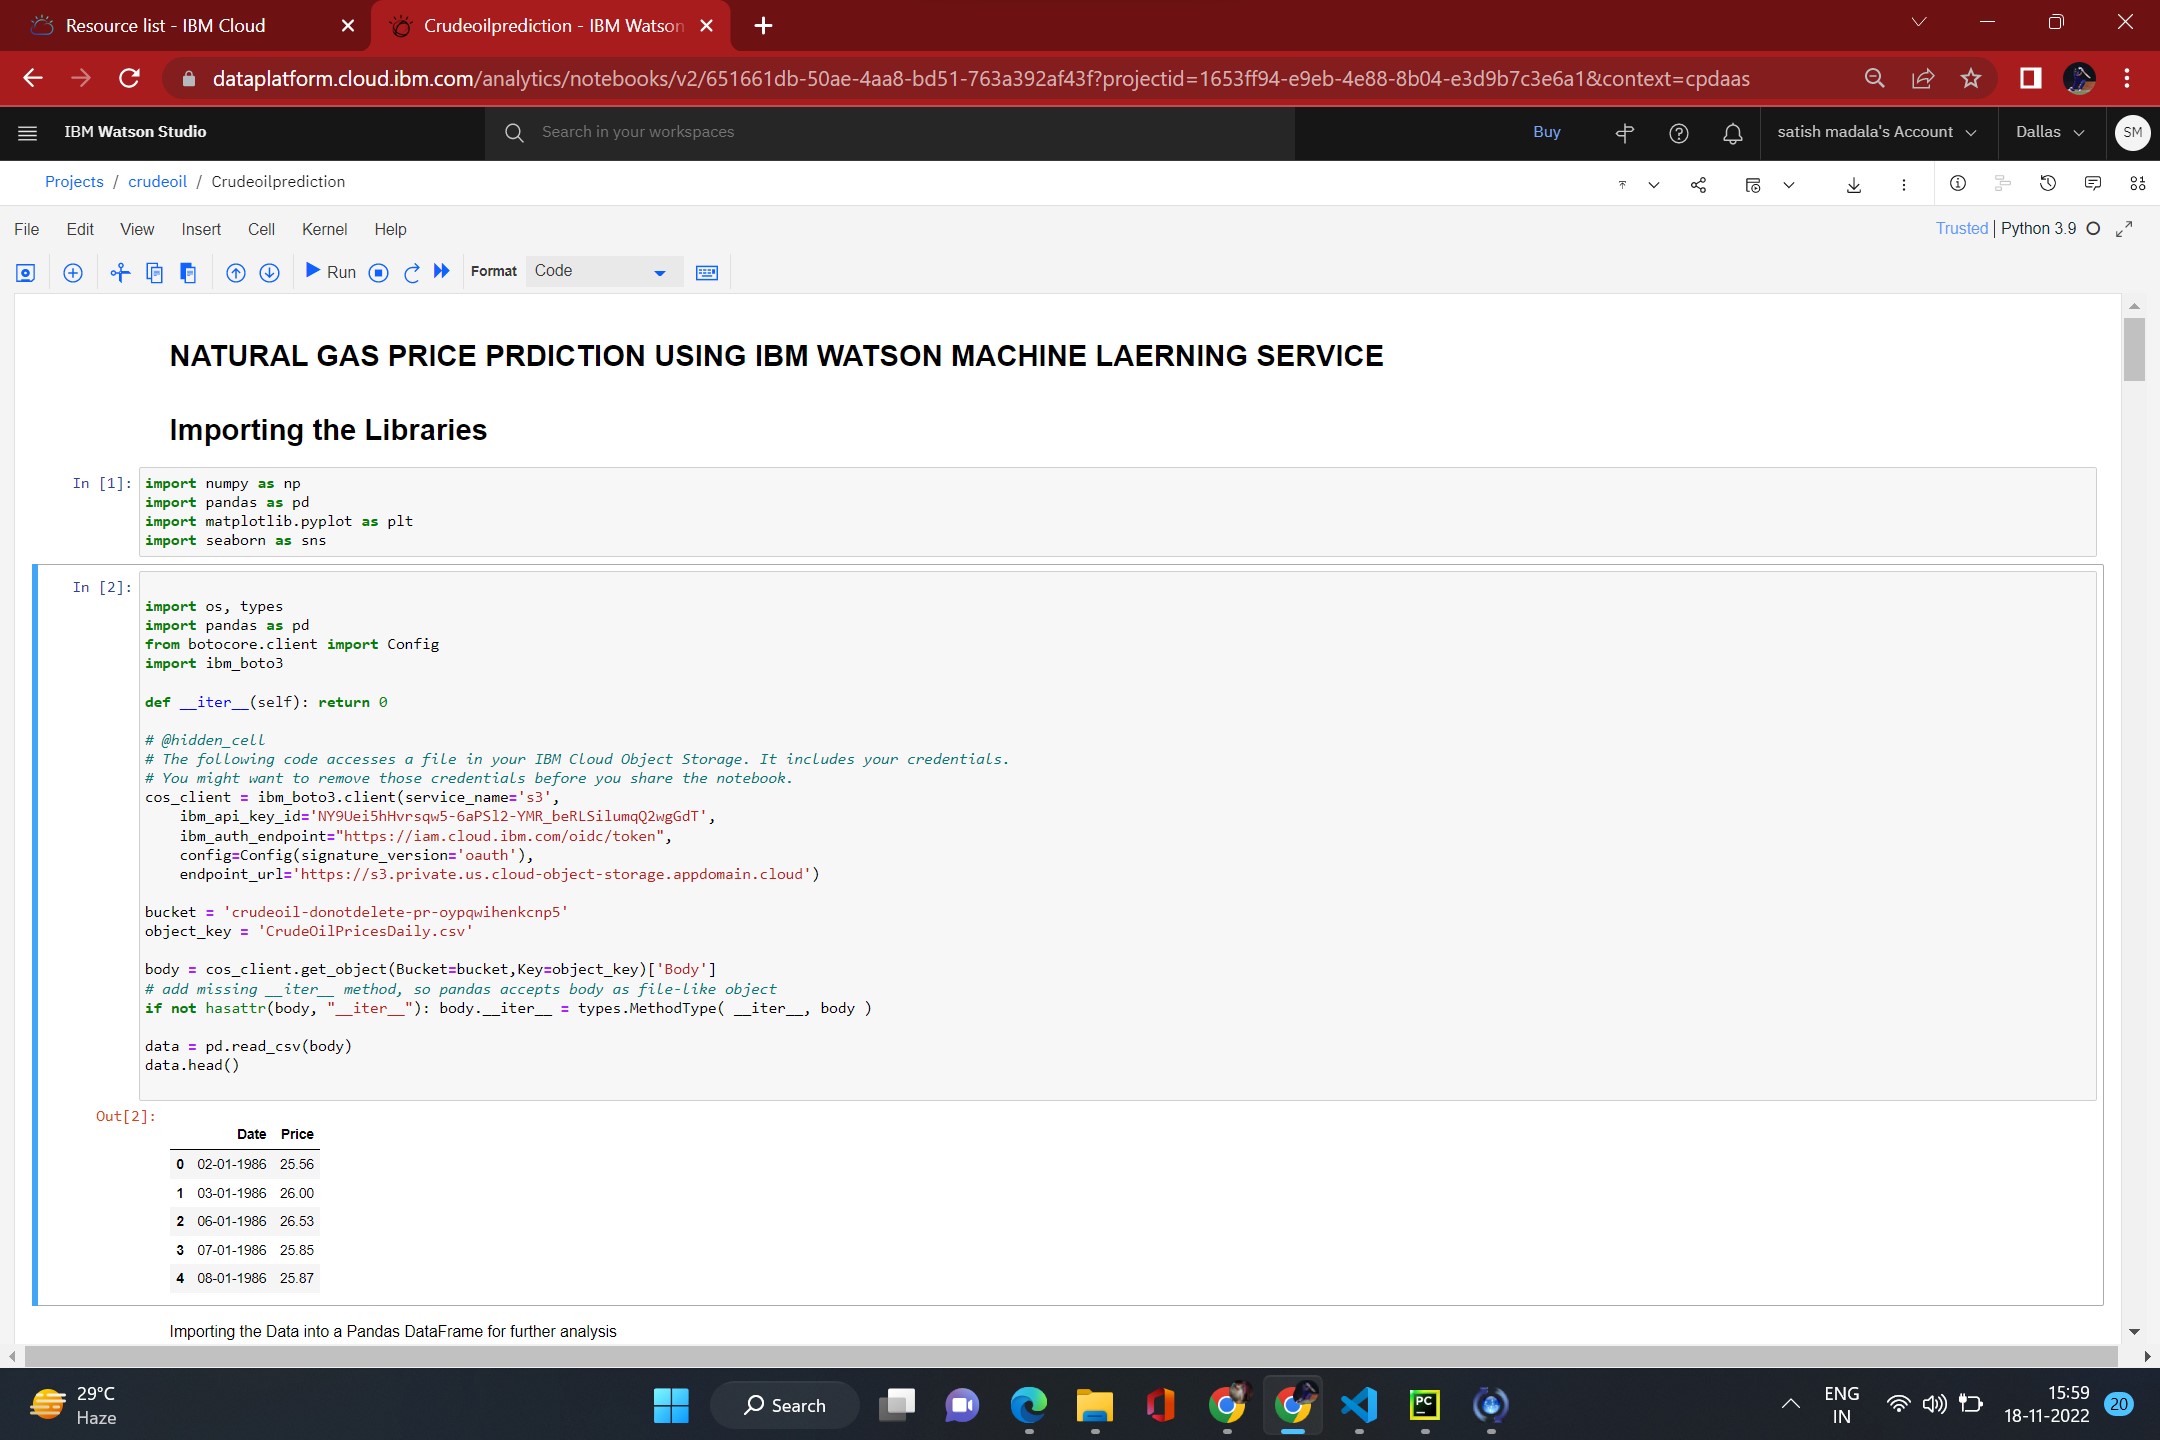 Resource list - IBM Cloud
Crudeoilprediction - IBM Watson
dataplatform.cloud.ibm.com/analytics/notebooks/v2/651661db-50ae-4aa8-bd51-763a392af43f?projectid=1653ff94-e9eb-4e88-8b04-e3d9b7c3e6a1&context=cpdaas
IBM Watson Studio
Search in your workspaces
Buy
satish madala's Account
Dallas
SM
Projects / crudeoil / Crudeoilprediction
File Edit View Insert Cell Kernel Help
Trusted | Python 3.9
Run
Format
Code
NATURAL GAS PRICE PRDICTION USING IBM WATSON MACHINE LAERNING SERVICE
Importing the Libraries
In [1]:
import numpy as np
import pandas as pd
import matplotlib.pyplot as plt
import seaborn as sns
In [2]:
import os, types
import pandas as pd
from botocore.client import Config
import ibm_boto3
def __iter__(self): return 0
# @hidden_cell
# The following code accesses a file in your IBM Cloud Object Storage. It includes your credentials.
# You might want to remove those credentials before you share the notebook.
cos_client = ibm_boto3.client(service_name='s3',
ibm_api_key_id='NY9Uei5hHvrsqw5-6aPSl2-YMR_beRLSilumqQ2wgGdT',
ibm_auth_endpoint="https://iam.cloud.ibm.com/oidc/token",
config=Config(signature_version='oauth'),
endpoint_url='https://s3.private.us.cloud-object-storage.appdomain.cloud')
bucket = 'crudeoil-donotdelete-pr-oypqwihenkcnp5'
object_key = 'CrudeOilPricesDaily.csv'
body = cos_client.get_object(Bucket=bucket,Key=object_key)['Body']
# add missing __iter__ method, so pandas accepts body as file-like object
if not hasattr(body, "__iter__"): body.__iter__ = types.MethodType( __iter__, body )
data = pd.read_csv(body)
data.head()
Out[2]:
Date Price
0 02-01-1986 25.56
1 03-01-1986 26.00
2 06-01-1986 26.53
3 07-01-1986 25.85
4 08-01-1986 25.87
Importing the Data into a Pandas DataFrame for further analysis
29°C
Haze
Search
PC
ENG
IN
15:59
18-11-2022
20